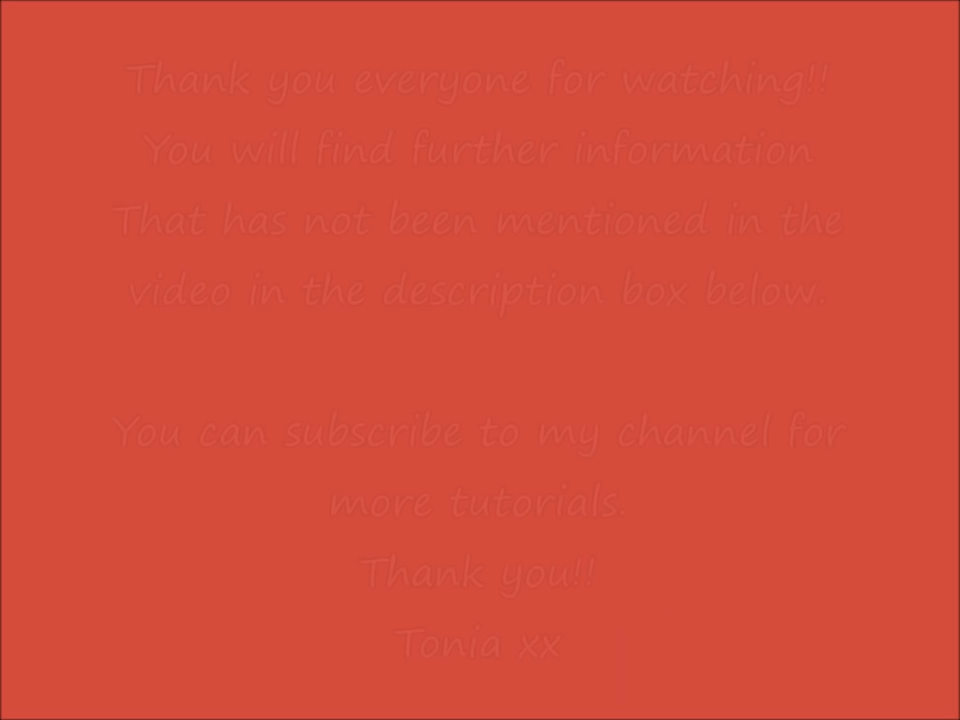 Thank you everyone for watching!!
You will find further information
That has not been mentioned in the
video in the description box below.
You can subscribe to my channel for
more tutorials.
Thank you!!
Tonia xx